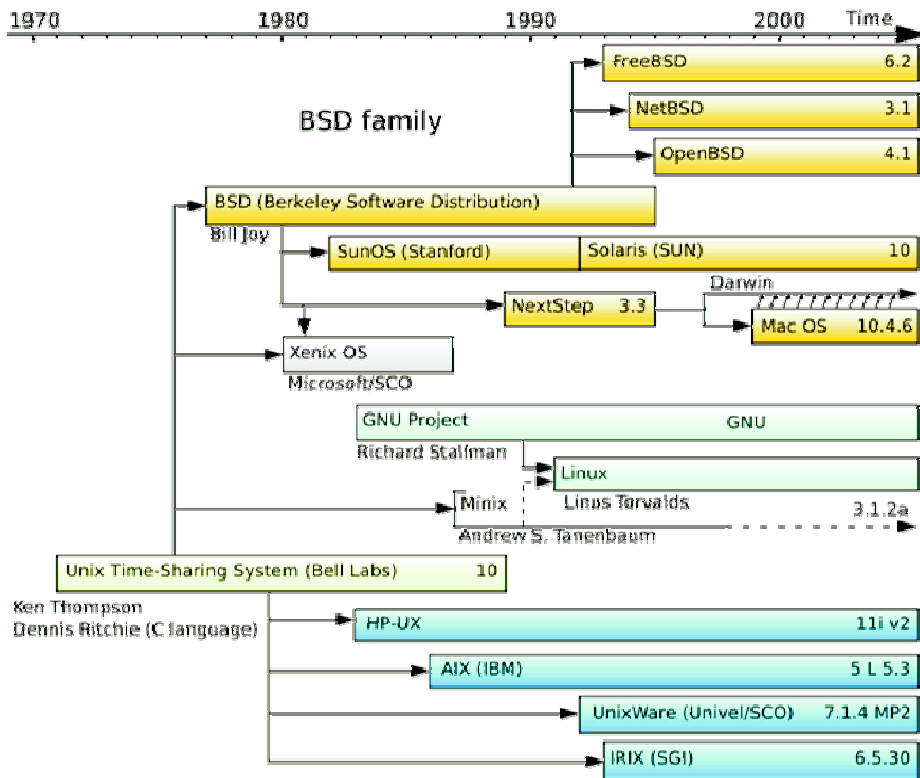 1970 1980 1990 2000 Time
FreeBSD 6.2
NetBSD 3.1
BSD family
OpenBSD 4.1
BSD (Berkeley Software Distribution)
Bill Joy
SunOS (Stanford) Solaris (SUN) 10
Darwin
NextStep 3.3
Mac OS 10.4.6
Xenix OS
Microsoft/SCO
GNU Project GNU
Richard Stallman
Linux
Minix
Linus Torvalds
3.1.2a
Andrew S. Tanenbaum
Unix Time-Sharing System (Bell Labs) 10
Ken Thompson
Dennis Ritchie (C language)
HP-UX 11i v2
AIX (IBM) 5 L 5.3
UnixWare (Univel/SCO) 7.1.4 MP2
IRIX (SGI) 6.5.30